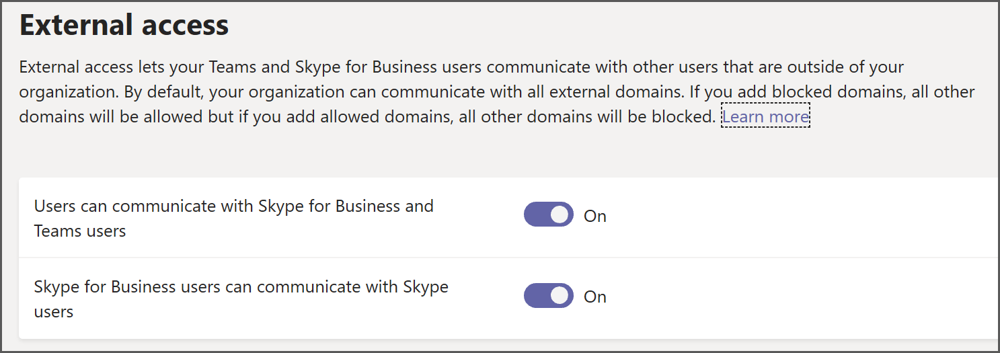 External access
External access lets your Teams and Skype for Business users communicate with other users that are outside of your
organization. By default, your organization can communicate with all external domains. If you add blocked domains, all other
domains will be allowed but if you add allowed domains, all other domains will be blocked. Learn more
Users can communicate with Skype for Business and
Teams users
On
Skype for Business users can communicate with Skype
users
On